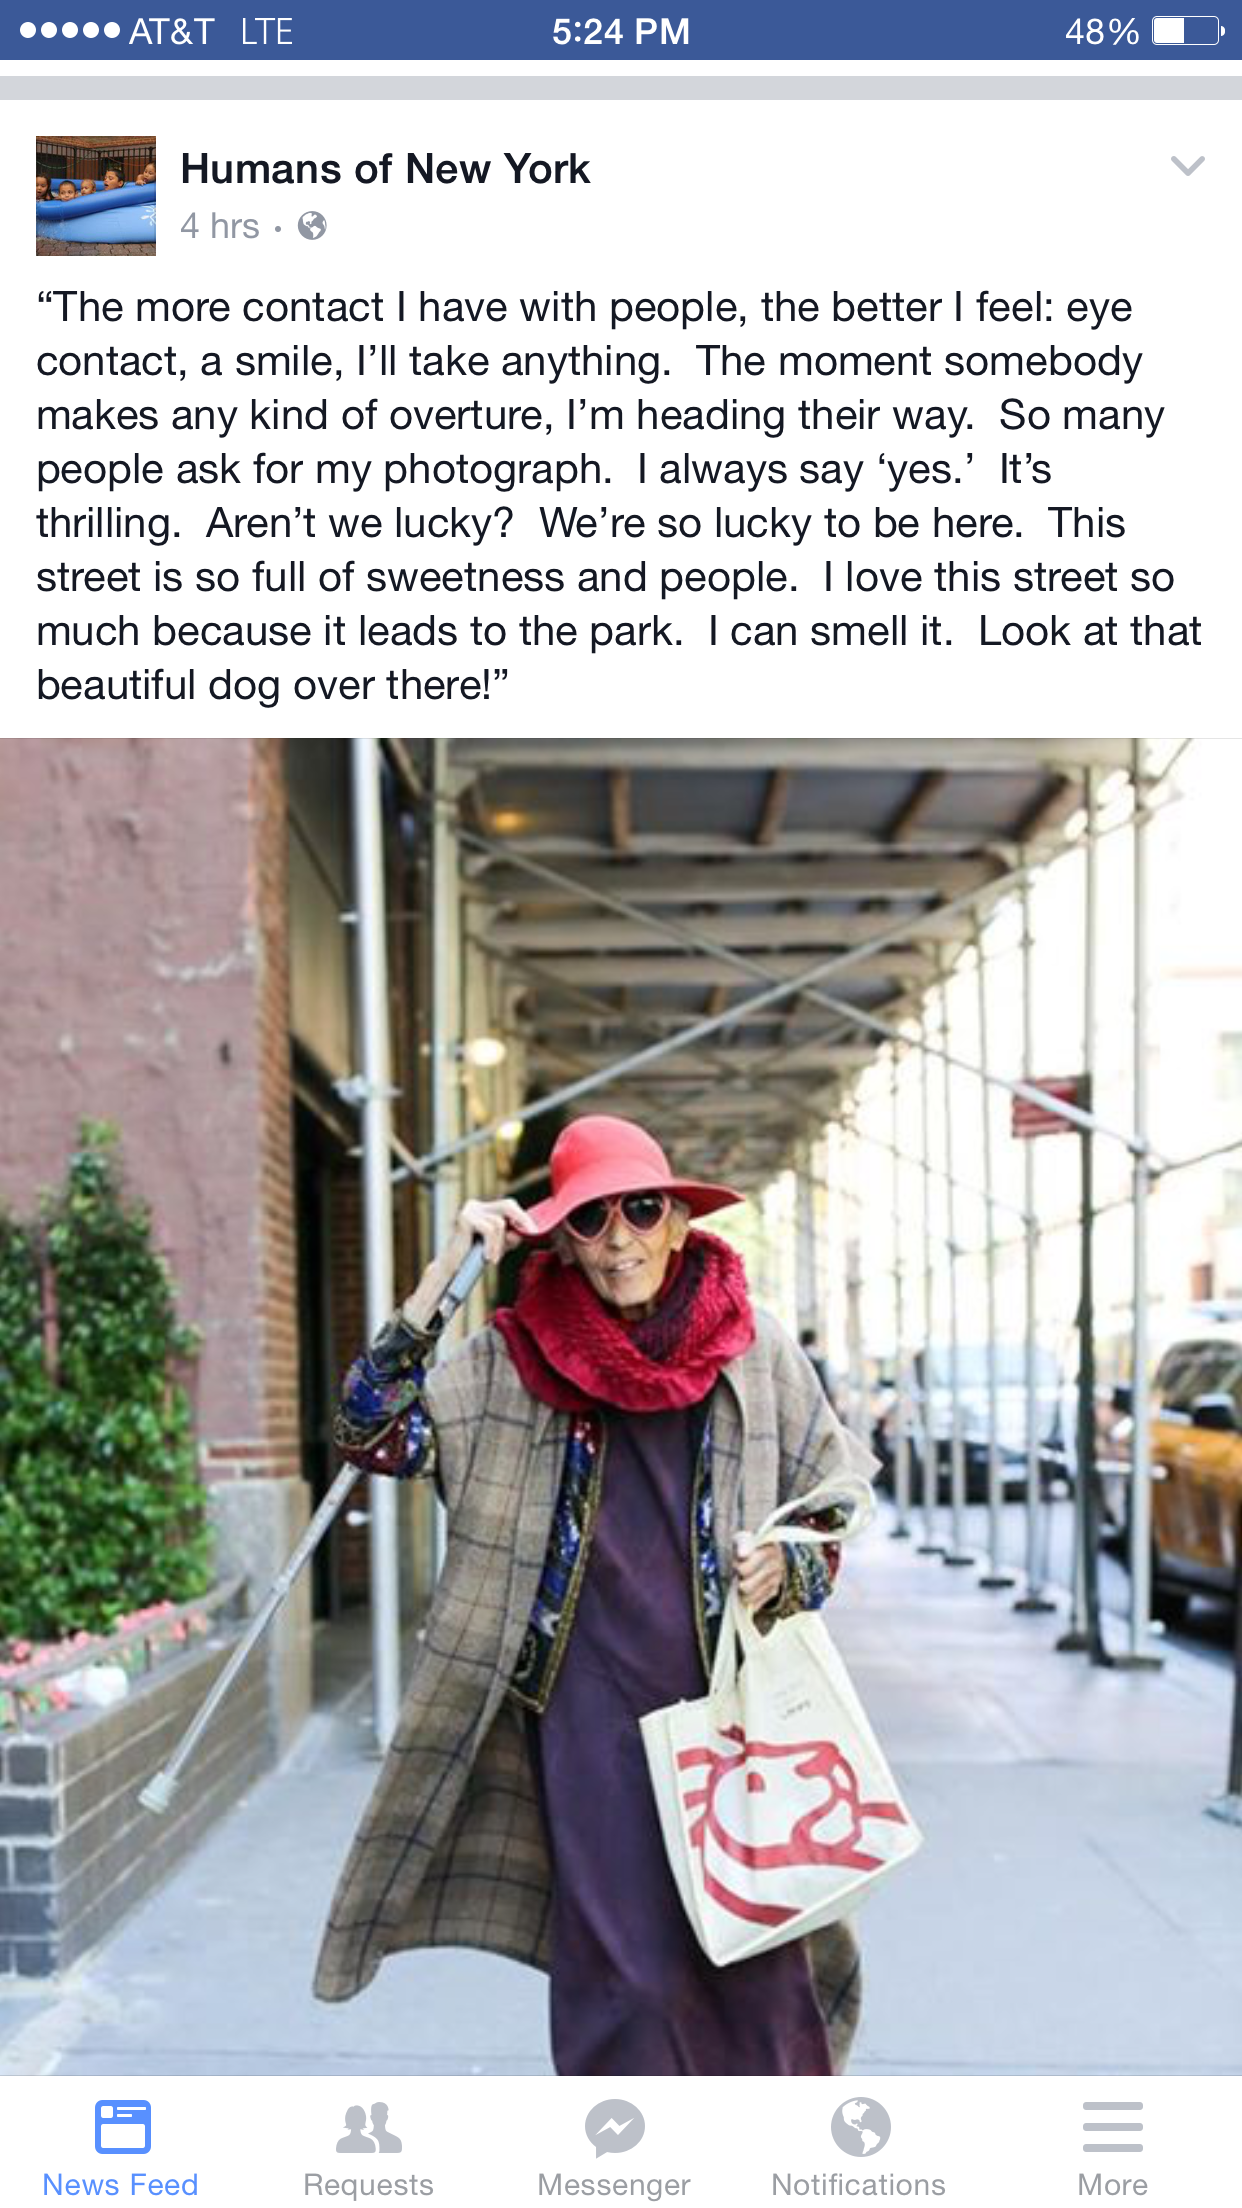 AT&T LTE 5:24 PM 48%
Humans of New York
4 hrs ·
“The more contact I have with people, the better I feel: eye
contact, a smile, I’ll take anything.  The moment somebody
makes any kind of overture, I’m heading their way.  So many
people ask for my photograph.  I always say ‘yes.’  It’s
thrilling.  Aren’t we lucky?  We’re so lucky to be here.  This
street is so full of sweetness and people.  I love this street so
much because it leads to the park.  I can smell it.  Look at that
beautiful dog over there!”
News Feed Requests Messenger Notifications More